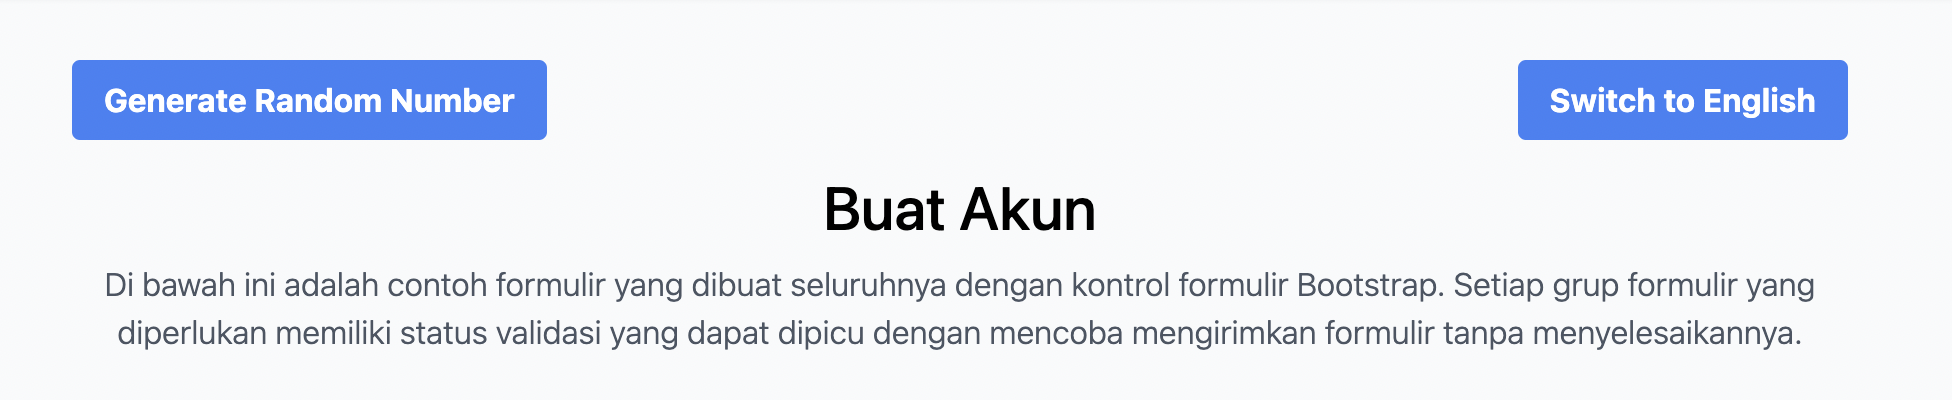 Generate Random Number
Switch to English
Buat Akun
Di bawah ini adalah contoh formulir yang dibuat seluruhnya dengan kontrol formulir Bootstrap. Setiap grup formulir yang
diperlukan memiliki status validasi yang dapat dipicu dengan mencoba mengirimkan formulir tanpa menyelesaikannya.